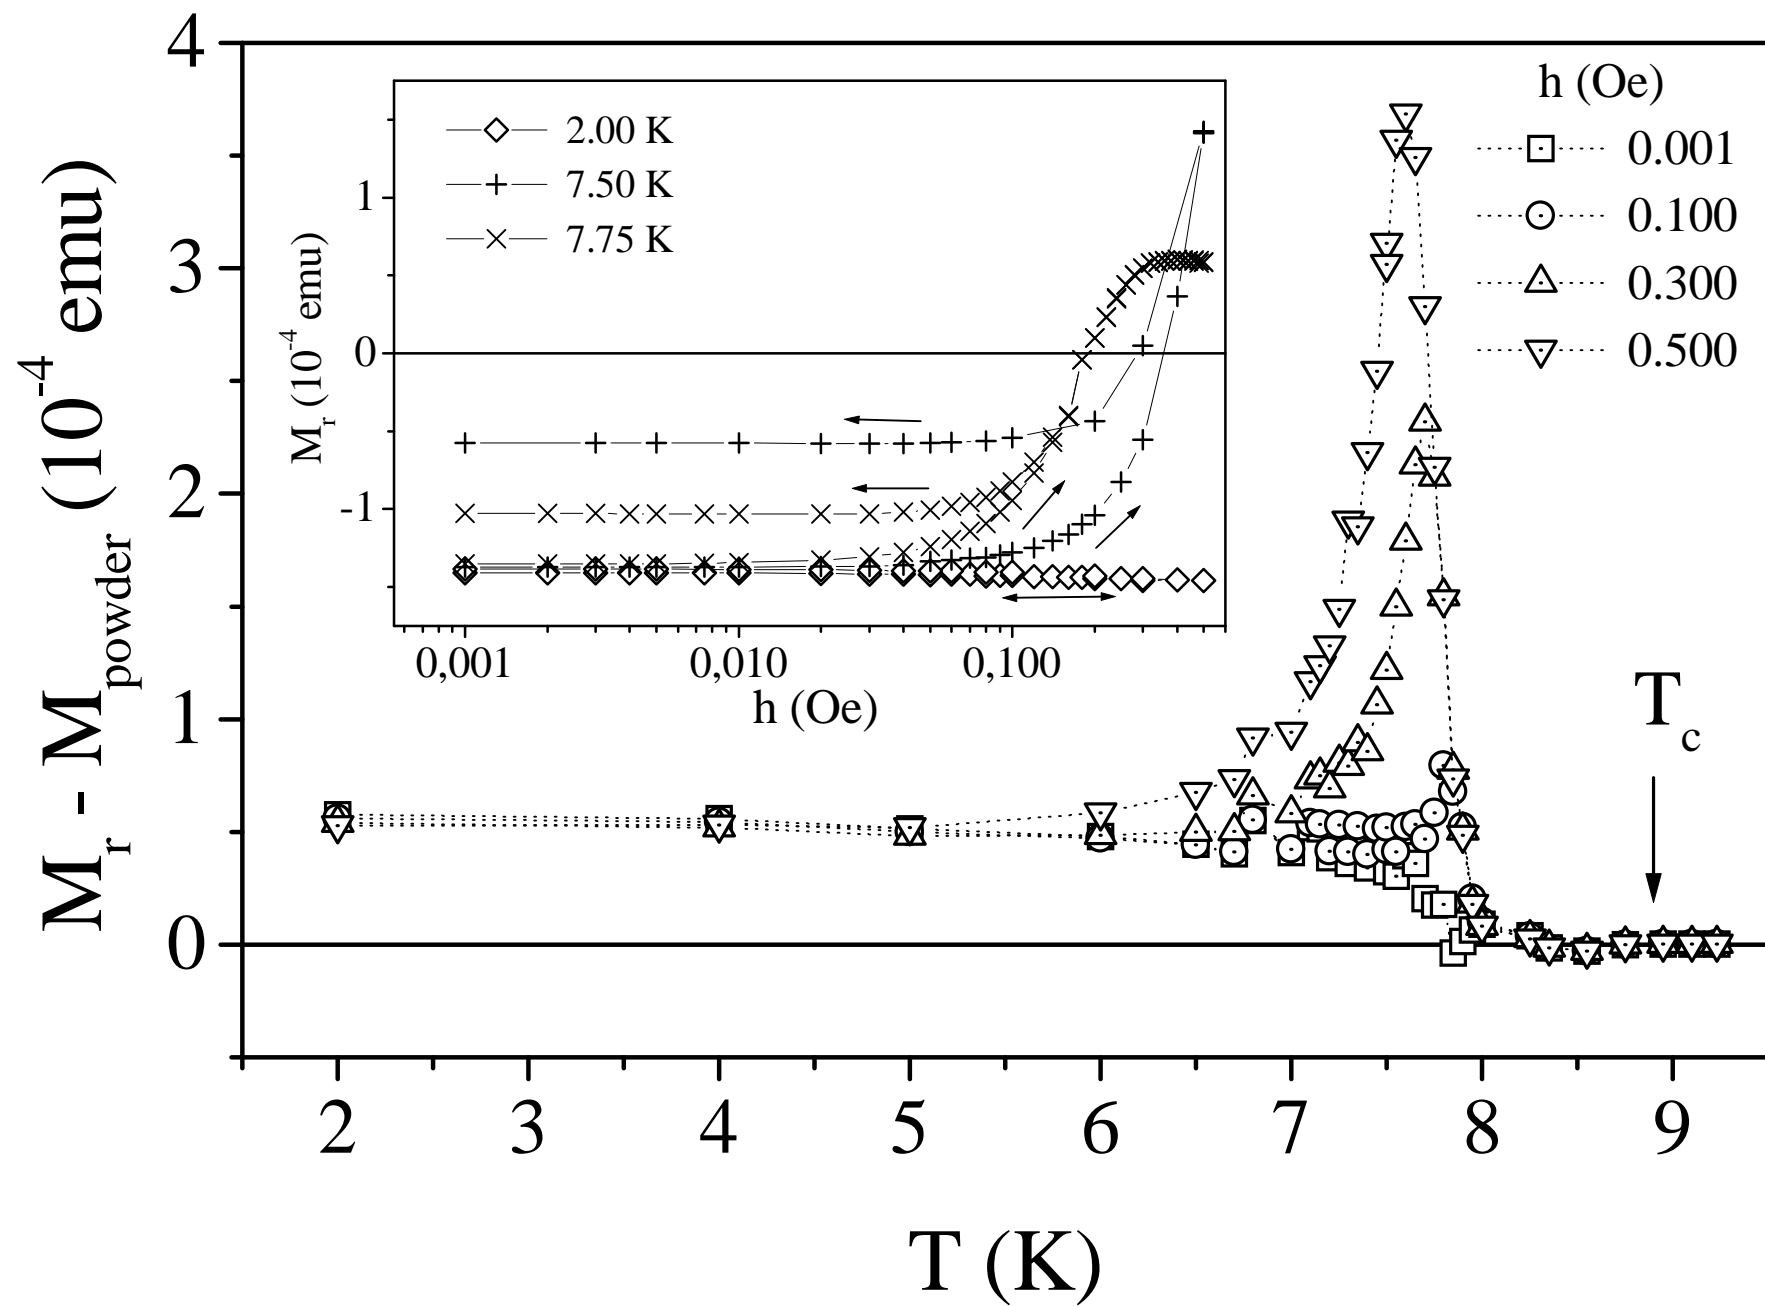 4
3
2
1
0
M_r - M_powder (10^-4 emu)
2
3
4
5
6
7
8
9
T (K)
h (Oe)
0.001
0.100
0.300
0.500
T_c
2.00 K
7.50 K
7.75 K
1
0
-1
M_r (10^-4 emu)
0,001
0,010
0,100
h (Oe)